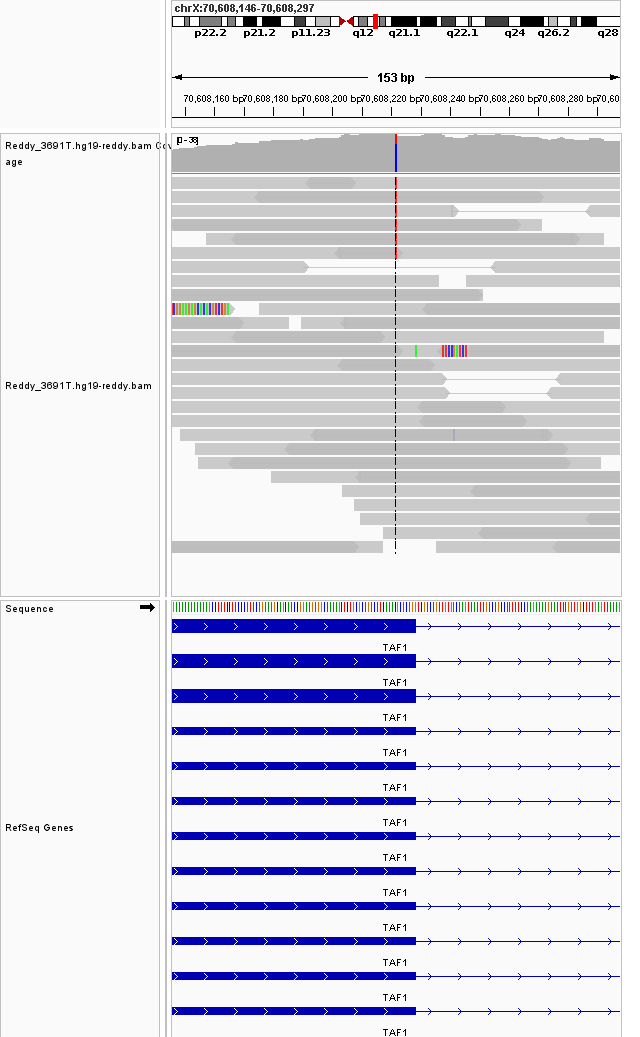 chrX:70,608,146-70,608,297
p22.2 p21.2 p11.23 q12 q21.1 q22.1 q24 q26.2 q28
153 bp
70,608,160 bp 70,608,180 bp 70,608,200 bp 70,608,220 bp 70,608,240 bp 70,608,260 bp 70,608,280 bp 70,60
Reddy_3691T.hg19-reddy.bam Cov
age
[0-38]
Reddy_3691T.hg19-reddy.bam
Sequence
TAF1
TAF1
TAF1
TAF1
TAF1
TAF1
RefSeq Genes
TAF1
TAF1
TAF1
TAF1
TAF1
TAF1